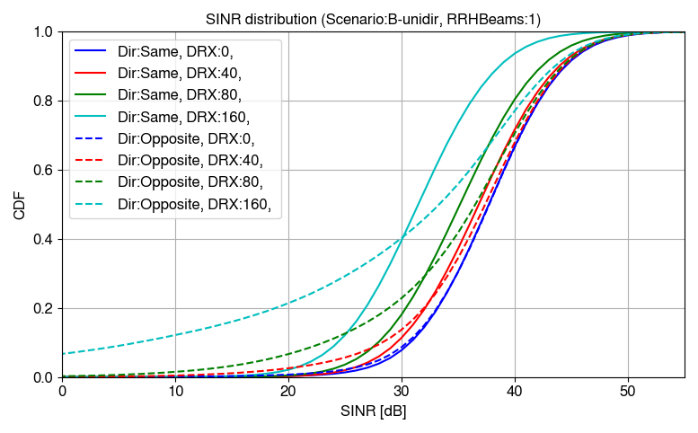 SINR distribution (Scenario:B-unidir, RRHBeams:1)
1.0
0.8
0.6
0.4
0.2
0.0
CDF
Dir:Same, DRX:0,
Dir:Same, DRX:40,
Dir:Same, DRX:80,
Dir:Same, DRX:160,
Dir:Opposite, DRX:0,
Dir:Opposite, DRX:40,
Dir:Opposite, DRX:80,
Dir:Opposite, DRX:160,
0 10 20 30 40 50
SINR [dB]